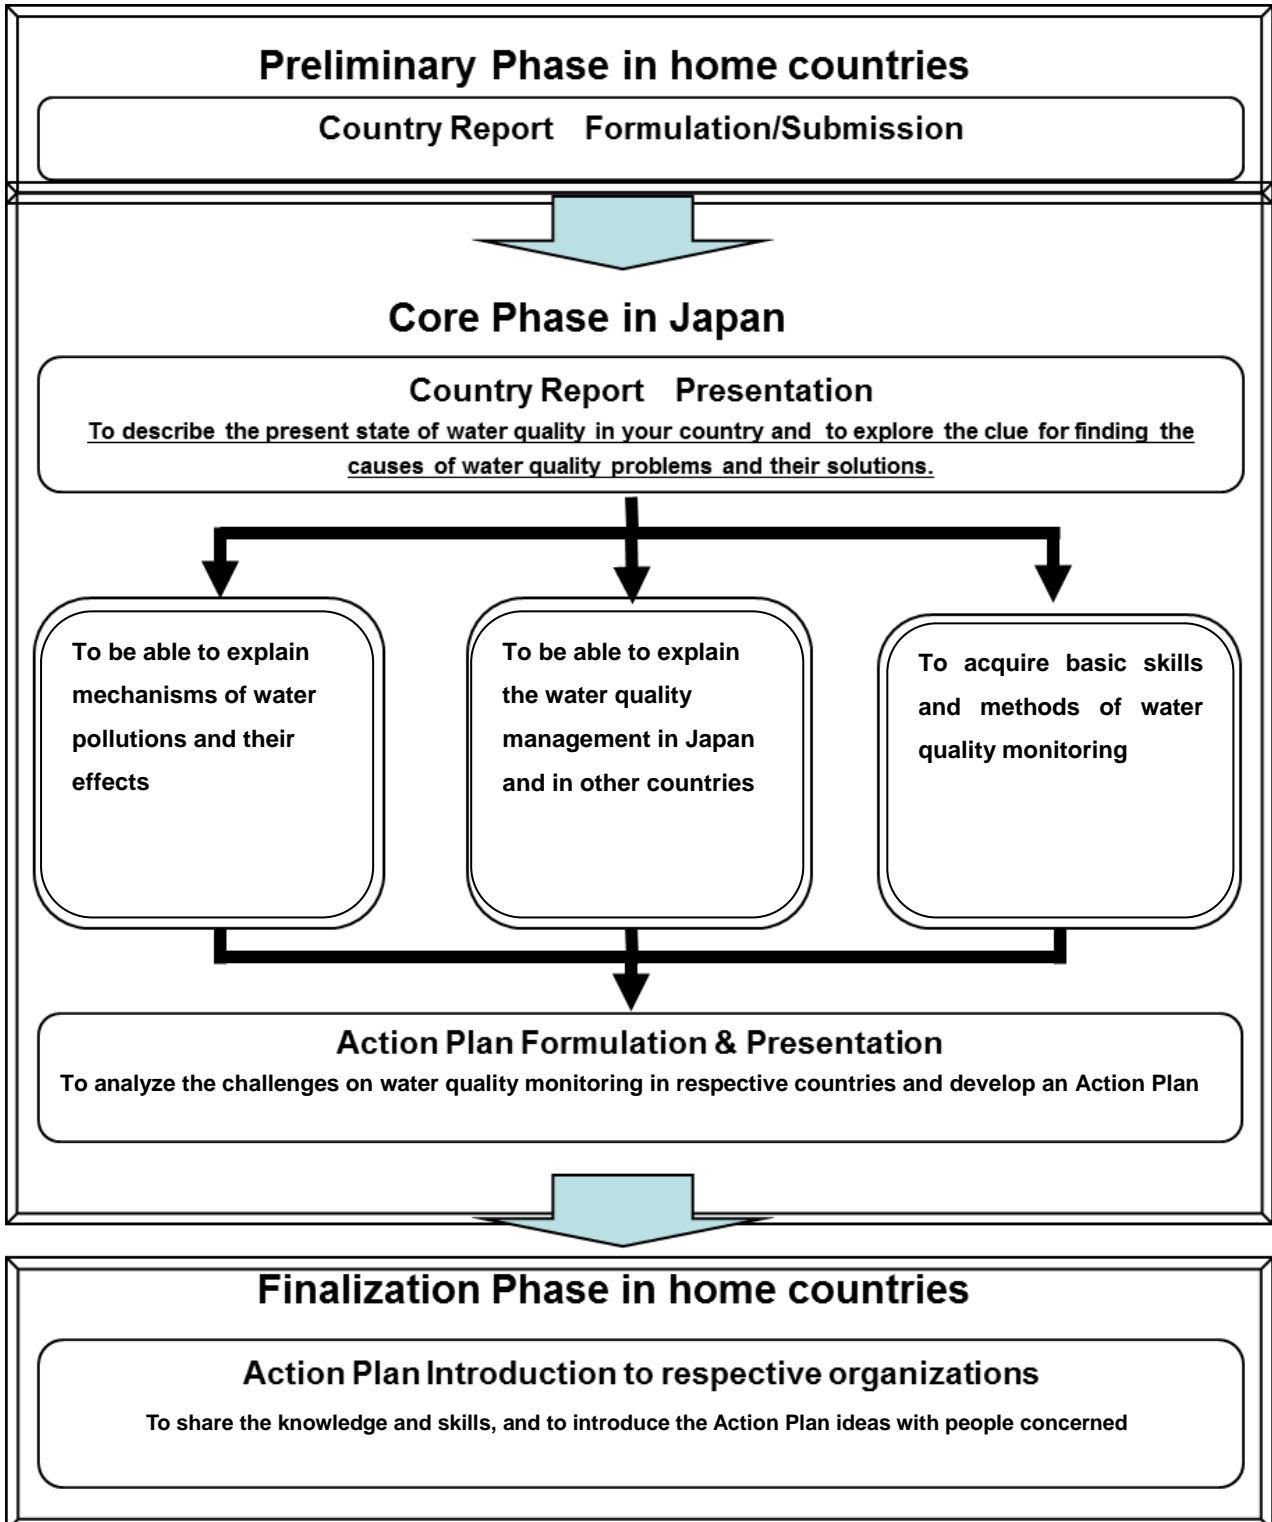 Preliminary Phase in home countries
Country Report Formulation/Submission
Core Phase in Japan
Country Report Presentation
To describe the present state of water quality in your country and to explore the clue for finding the
causes of water quality problems and their solutions.
To be able to explain
mechanisms of water
pollutions and their
effects
To be able to explain
the water quality
management in Japan
and in other countries
To acquire basic skills
and methods of water
quality monitoring
Action Plan Formulation & Presentation
To analyze the challenges on water quality monitoring in respective countries and develop an Action Plan
Finalization Phase in home countries
Action Plan Introduction to respective organizations
To share the knowledge and skills, and to introduce the Action Plan ideas with people concerned